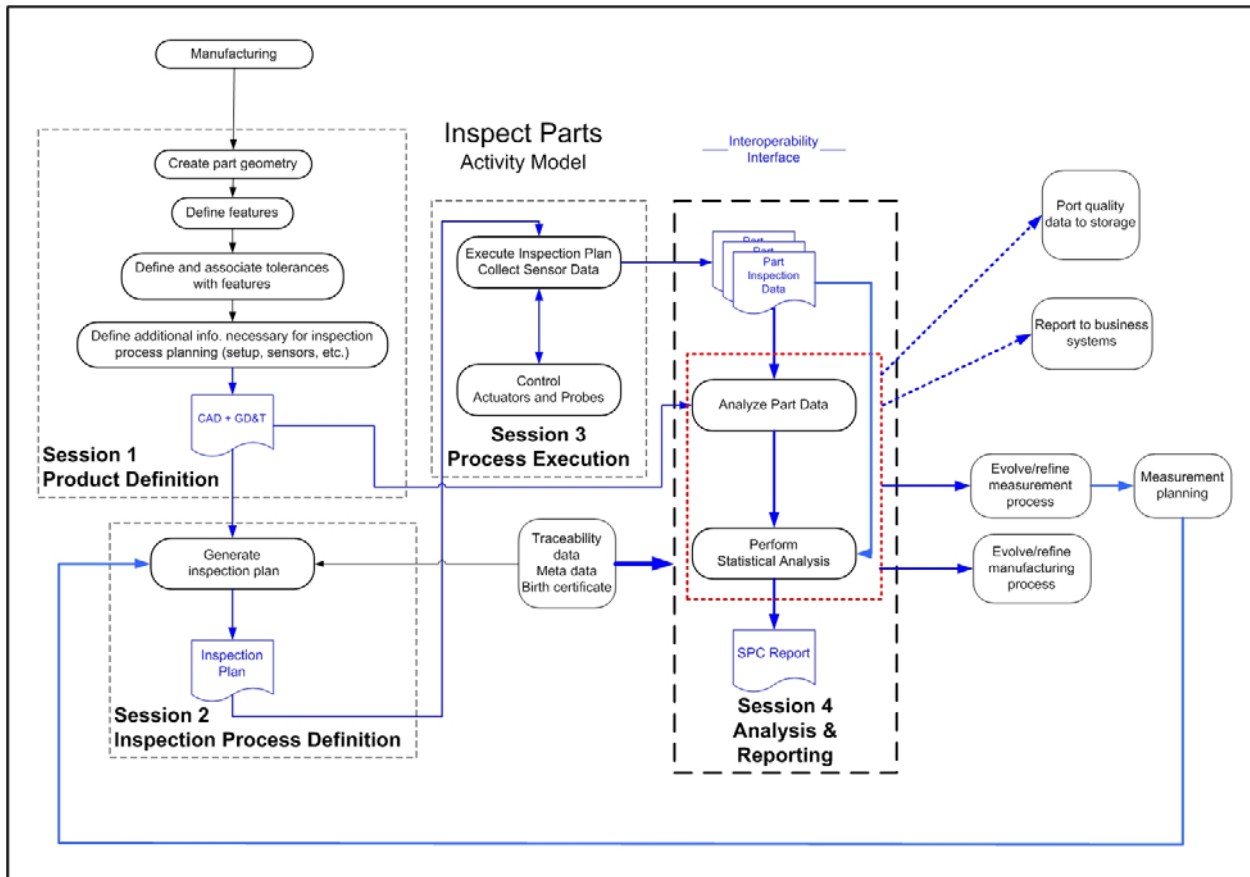 Manufacturing
Create part geometry
Define features
Define and associate tolerances
with features
Define additional info. necessary for inspection
process planning (setup, sensors, etc.)
CAD + GD&T
Session 1
Product Definition
Generate
inspection plan
Inspection
Plan
Session 2
Inspection Process Definition
Inspect Parts
Activity Model
Execute Inspection Plan
Collect Sensor Data
Control
Actuators and Probes
Session 3
Process Execution
Traceability
data
Meta data
Birth certificate
Interoperability
Interface
Part
Part
Part
Inspection
Data
Analyze Part Data
Perform
Statistical Analysis
SPC Report
Session 4
Analysis &
Reporting
Port quality
data to storage
Report to business
systems
Evolve/refine
measurement
process
Measurement
planning
Evolve/refine
manufacturing
process